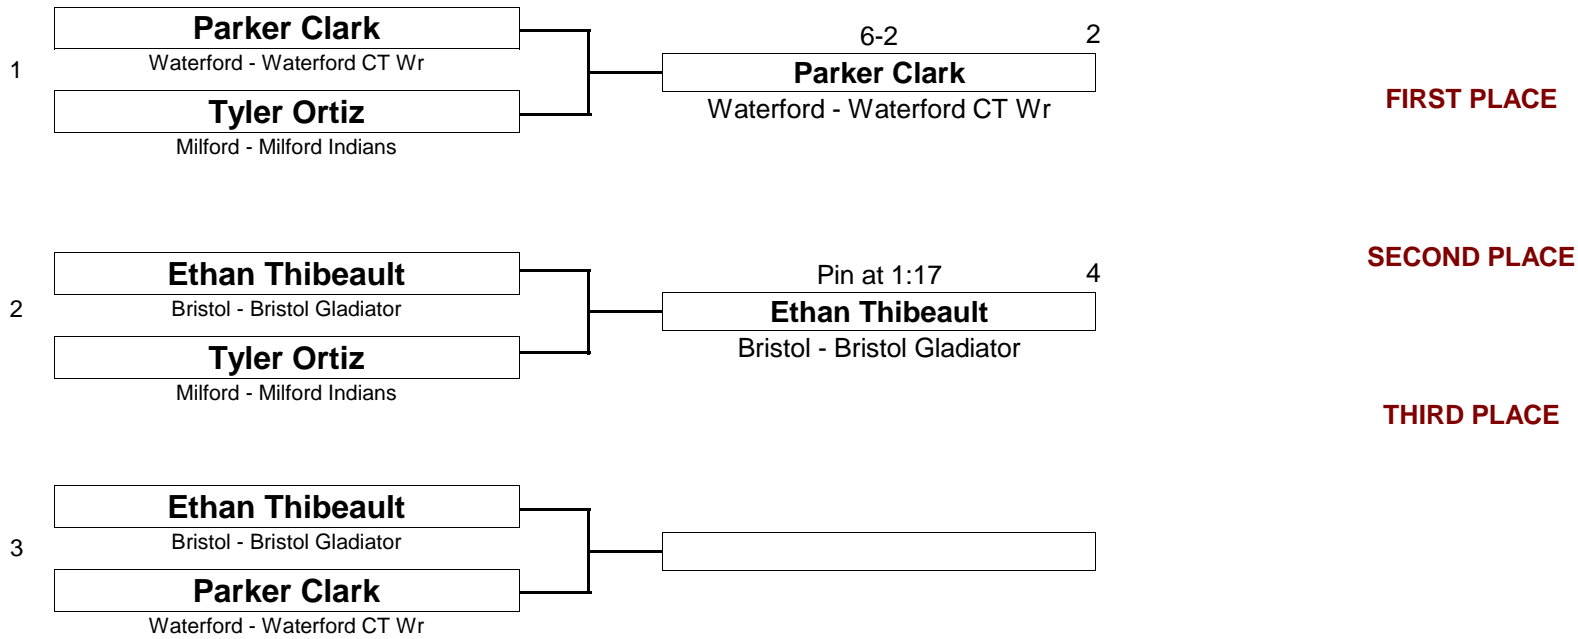 1
Parker Clark
Waterford - Waterford CT Wr
Tyler Ortiz
Milford - Milford Indians
6-2 2
Parker Clark
Waterford - Waterford CT Wr
FIRST PLACE
2
Ethan Thibeault
Bristol - Bristol Gladiator
Tyler Ortiz
Milford - Milford Indians
Pin at 1:17 4
Ethan Thibeault
Bristol - Bristol Gladiator
SECOND PLACE
THIRD PLACE
3
Ethan Thibeault
Bristol - Bristol Gladiator
Parker Clark
Waterford - Waterford CT Wr